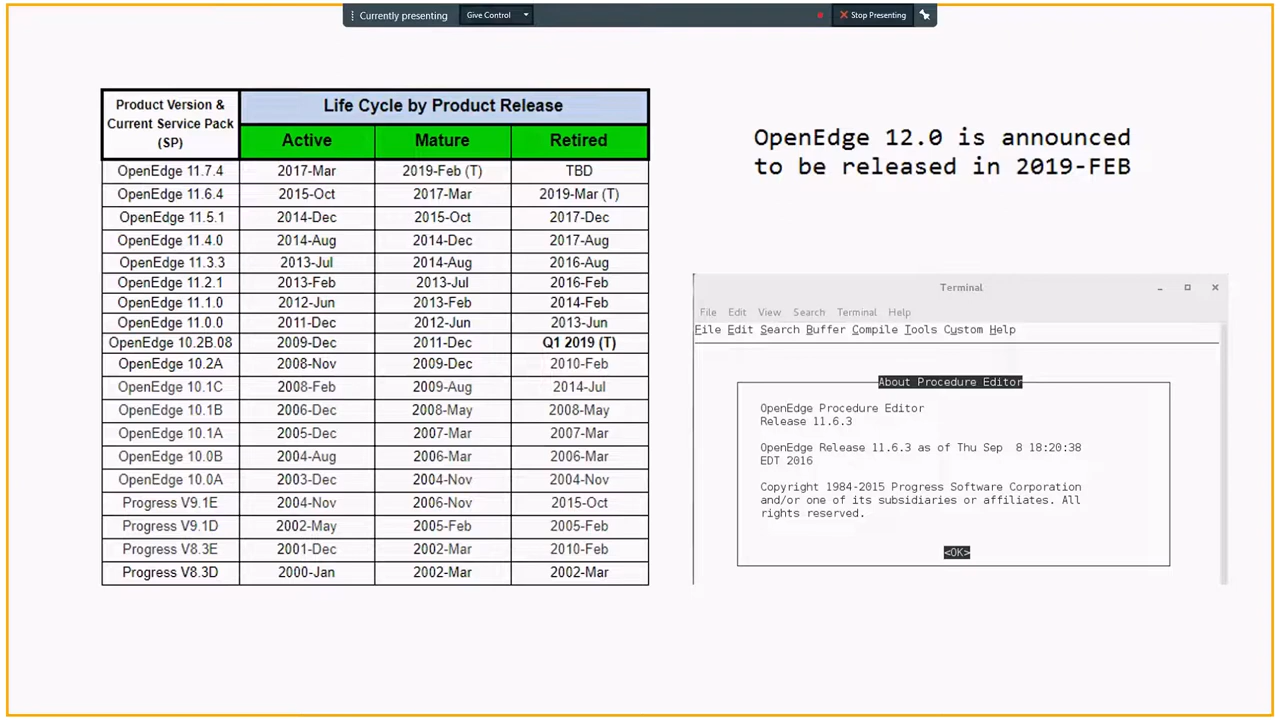 Currently presenting Give Control Stop Presenting
Product Version &
Current Service Pack
(SP)
Life Cycle by Product Release
Active Mature Retired
OpenEdge 11.7.4 2017-Mar 2019-Feb (T) TBD
OpenEdge 11.6.4 2015-Oct 2017-Mar 2019-Mar (T)
OpenEdge 11.5.1 2014-Dec 2015-Oct 2017-Dec
OpenEdge 11.4.0 2014-Aug 2014-Dec 2017-Aug
OpenEdge 11.3.3 2013-Jul 2014-Aug 2016-Aug
OpenEdge 11.2.1 2013-Feb 2013-Jul 2016-Feb
OpenEdge 11.1.0 2012-Jun 2013-Feb 2014-Feb
OpenEdge 11.0.0 2011-Dec 2012-Jun 2013-Jun
OpenEdge 10.2B.08 2009-Dec 2011-Dec Q1 2019 (T)
OpenEdge 10.2A 2008-Nov 2009-Dec 2010-Feb
OpenEdge 10.1C 2008-Feb 2009-Aug 2014-Jul
OpenEdge 10.1B 2006-Dec 2008-May 2008-May
OpenEdge 10.1A 2005-Dec 2007-Mar 2007-Mar
OpenEdge 10.0B 2004-Aug 2006-Mar 2006-Mar
OpenEdge 10.0A 2003-Dec 2004-Nov 2004-Nov
Progress V9.1E 2004-Nov 2006-Nov 2015-Oct
Progress V9.1D 2002-May 2005-Feb 2005-Feb
Progress V8.3E 2001-Dec 2002-Mar 2010-Feb
Progress V8.3D 2000-Jan 2002-Mar 2002-Mar
OpenEdge 12.0 is announced
to be released in 2019-FEB
Terminal
File Edit View Search Terminal Help
File Edit Search Buffer Compile Tools Custom Help
About Procedure Editor
OpenEdge Procedure Editor
Release 11.6.3
OpenEdge Release 11.6.3 as of Thu Sep 8 18:20:38
EDT 2016
Copyright 1984-2015 Progress Software Corporation
and/or one of its subsidiaries or affiliates. All
rights reserved.
<OK>